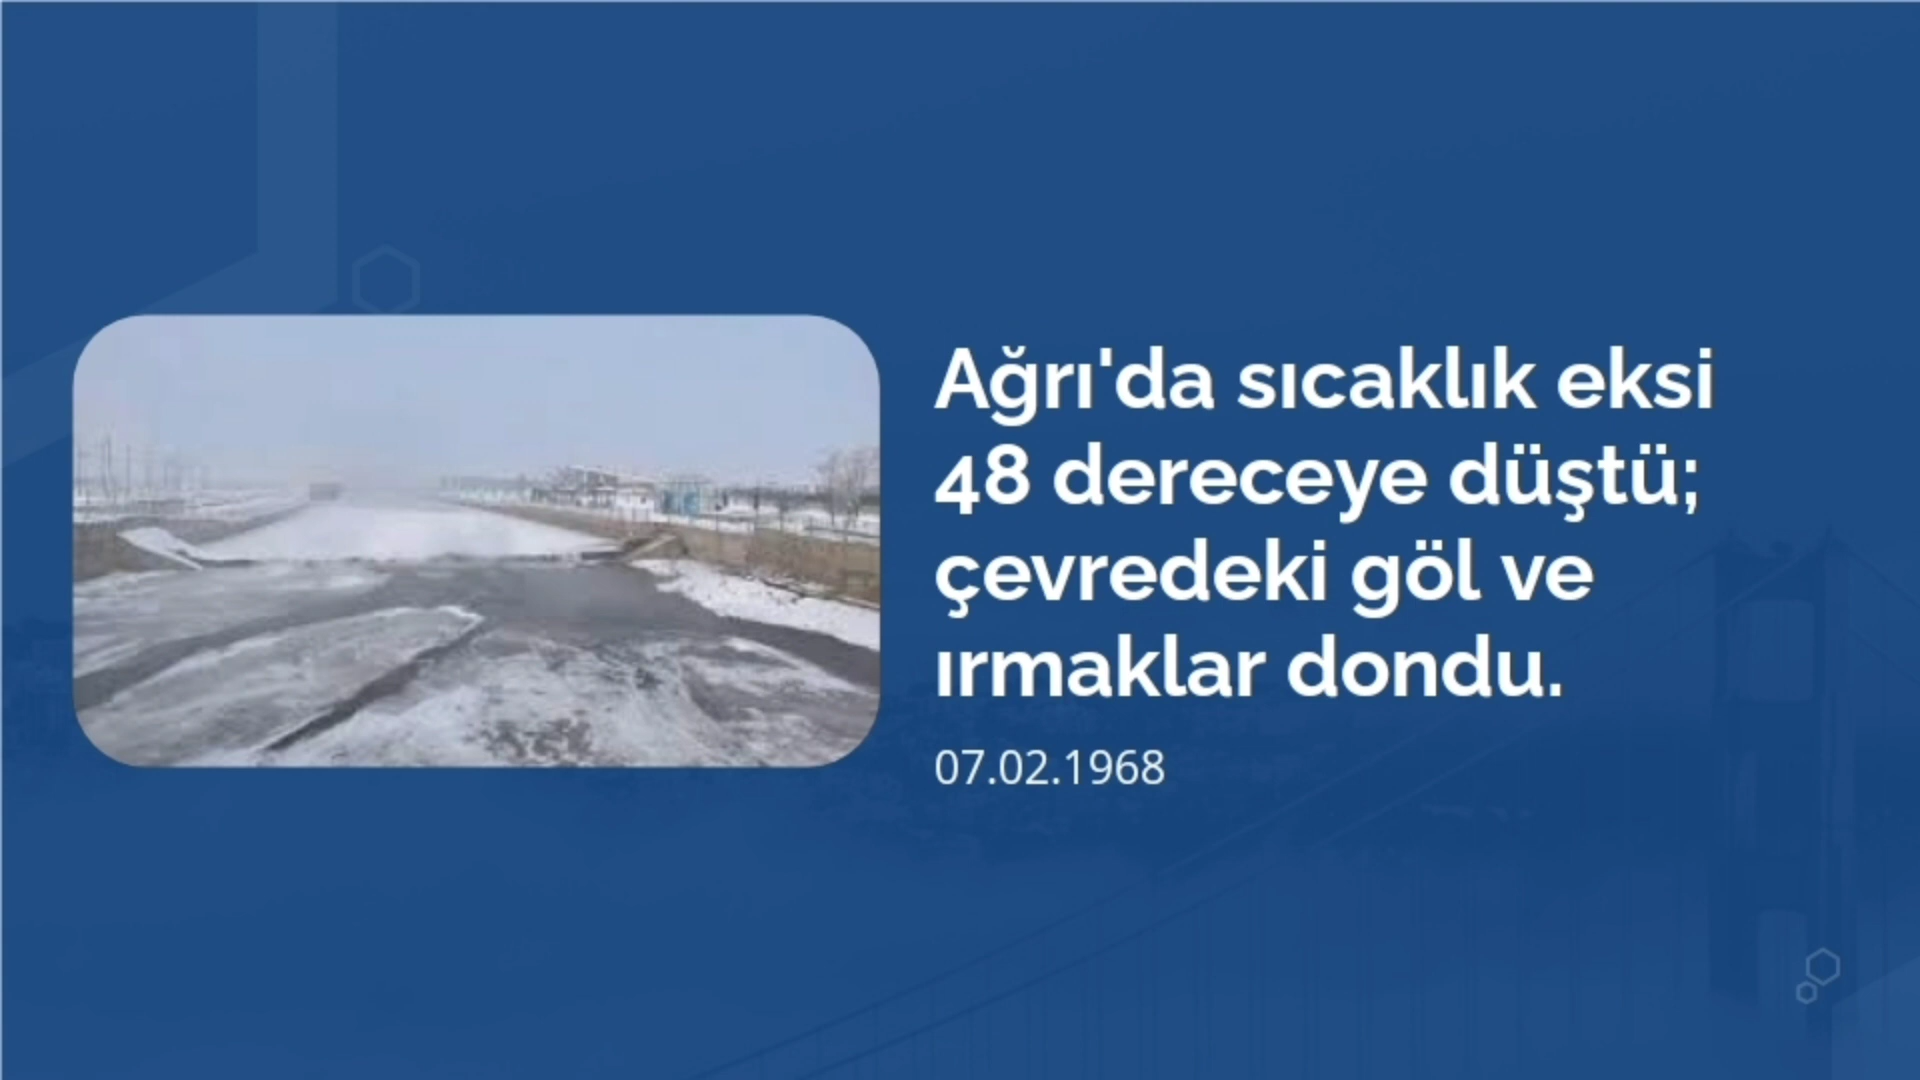 Ağrı'da sıcaklık eksi
48 dereceye düştü;
çevredeki göl ve
ırmaklar dondu.
07.02.1968